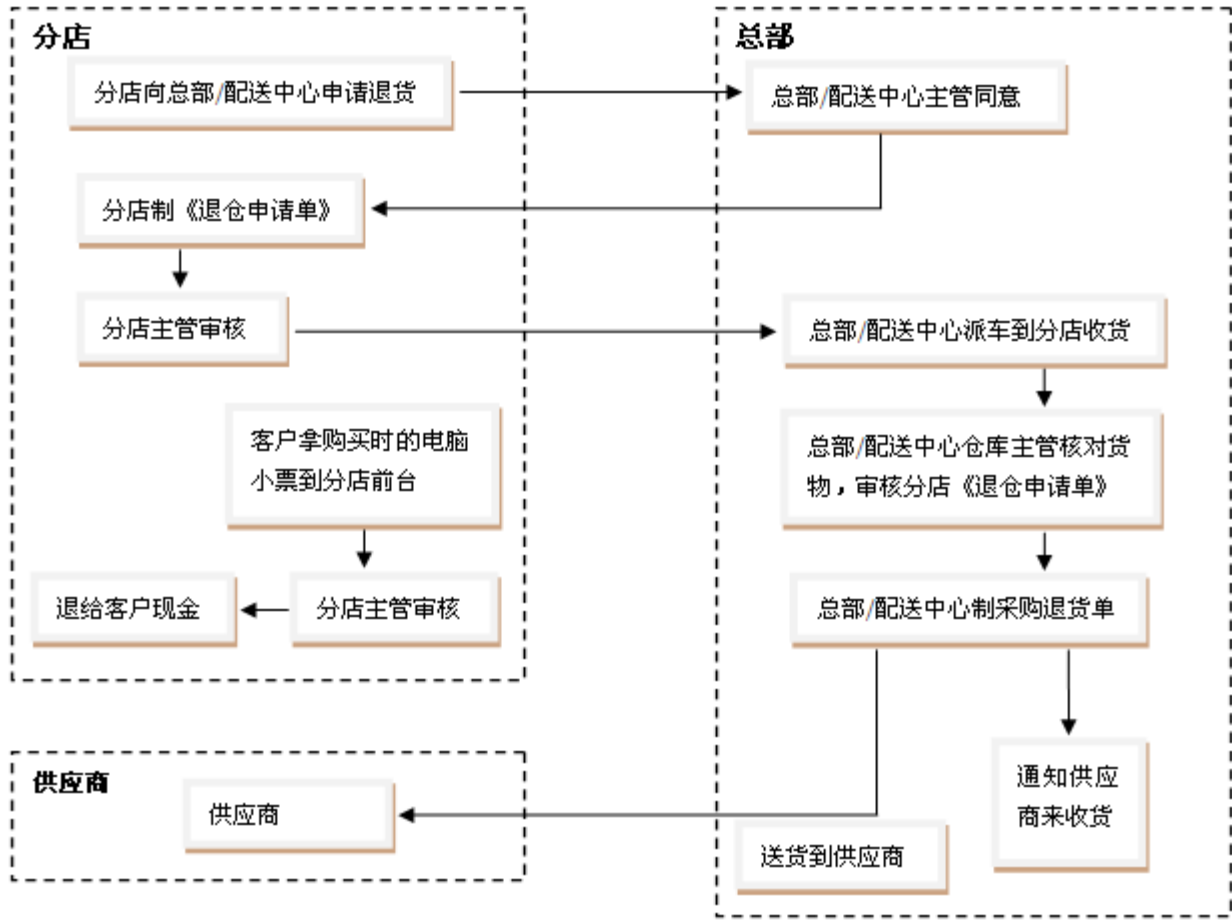 分店
总部
分店向总部/配送中心申请退货
总部/配送中心主管同意
分店制《退仓申请单》
分店主管审核
总部/配送中心派车到分店收货
客户拿购买时的电脑
小票到分店前台
总部/配送中心仓库主管核对货
物，审核分店《退仓申请单》
退给客户现金
分店主管审核
总部/配送中心制采购退货单
供应商
供应商
通知供应
商来收货
送货到供应商